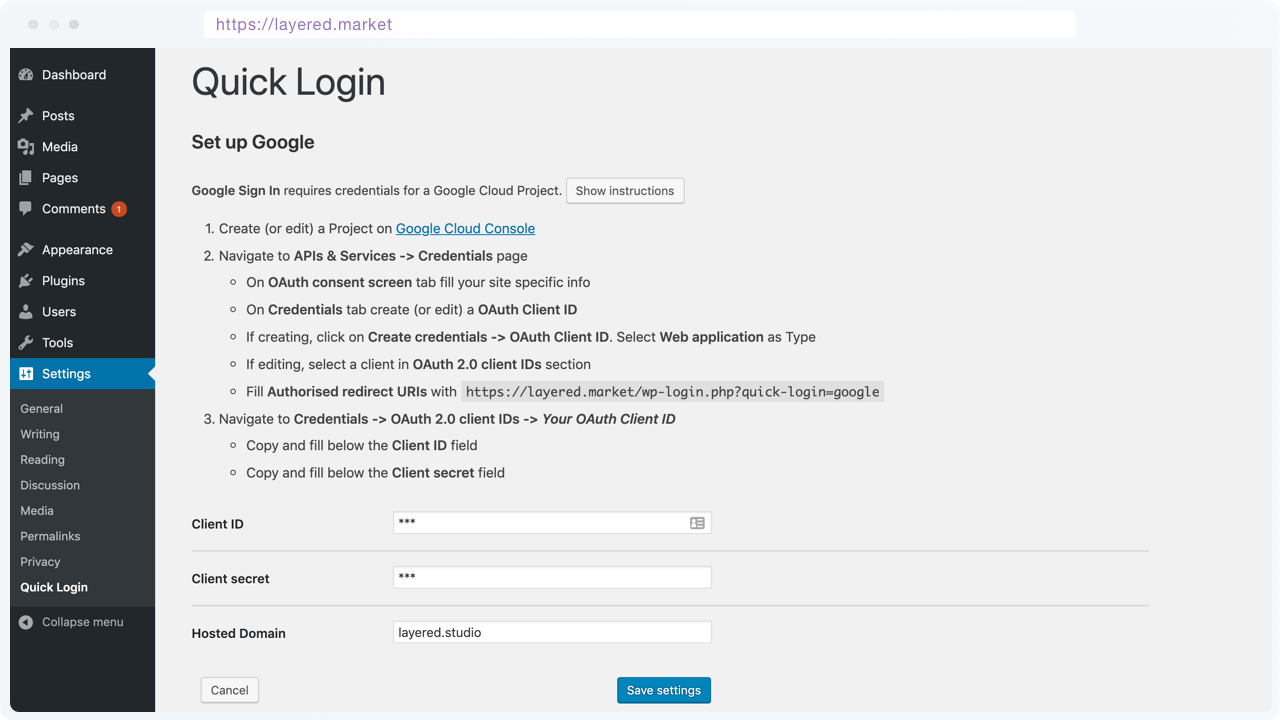 https://layered.market
Dashboard
Posts
Media
Pages
Comments 1
Appearance
Plugins
Users
Tools
Settings
General
Writing
Reading
Discussion
Media
Permalinks
Privacy
Quick Login
Collapse menu
Quick Login
Set up Google
Google Sign In requires credentials for a Google Cloud Project. Show instructions
1. Create (or edit) a Project on Google Cloud Console
2. Navigate to APIs & Services -> Credentials page
On OAuth consent screen tab fill your site specific info
On Credentials tab create (or edit) a OAuth Client ID
If creating, click on Create credentials -> OAuth Client ID. Select Web application as Type
If editing, select a client in OAuth 2.0 client IDs section
Fill Authorised redirect URIs with https://layered.market/wp-login.php?quick-login=google
3. Navigate to Credentials -> OAuth 2.0 client IDs -> Your OAuth Client ID
Copy and fill below the Client ID field
Copy and fill below the Client secret field
Client ID ***
Client secret ***
Hosted Domain layered.studio
Cancel Save settings